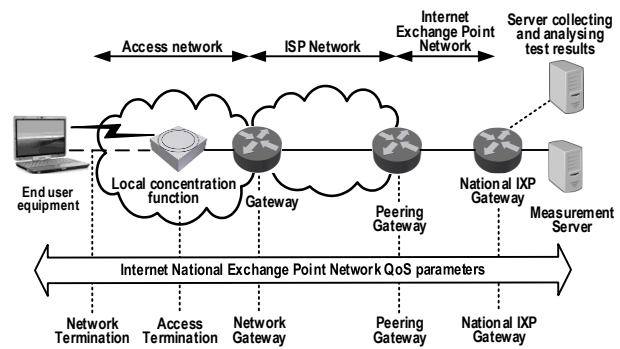 Access network
ISP Network
Internet
Exchange Point
Network
Server collecting
and analysing
test results
End user
equipment
Local concentration
function
Gateway
Peering
Gateway
National IXP
Gateway
Measurement
Server
Internet National Exchange Point Network QoS parameters
Network
Termination
Access
Termination
Network
Gateway
Peering
Gateway
National IXP
Gateway